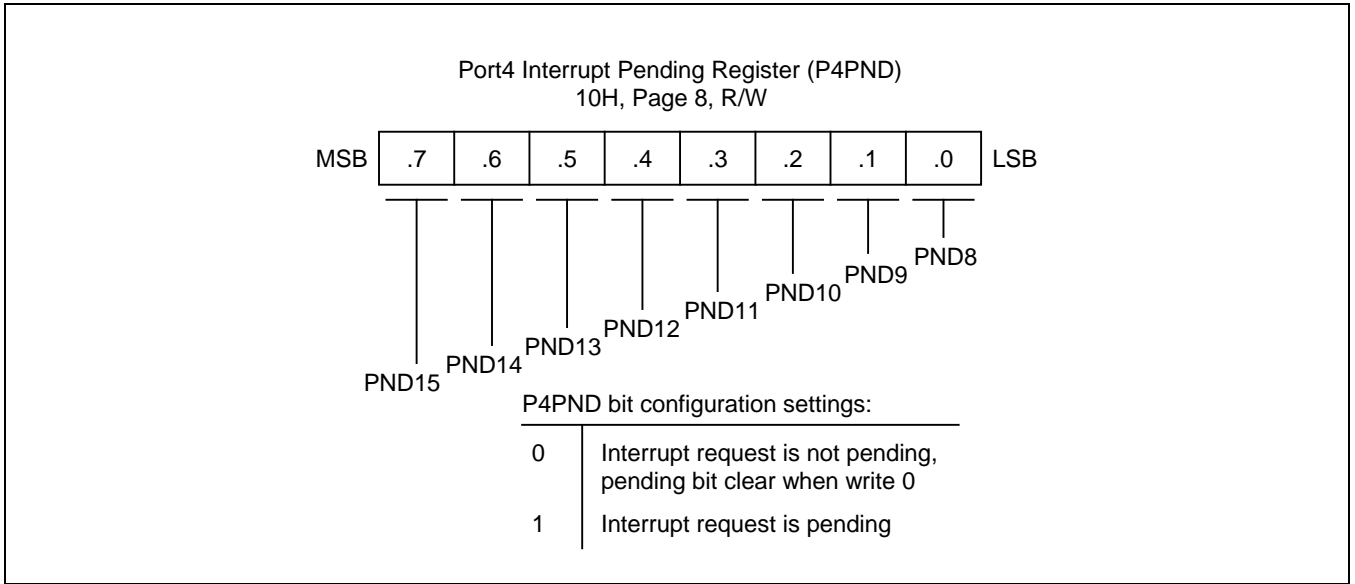 Port4 Interrupt Pending Register (P4PND)
10H, Page 8, R/W
MSB .7 .6 .5 .4 .3 .2 .1 .0 LSB
PND8
PND9
PND10
PND11
PND12
PND13
PND14
PND15
P4PND bit configuration settings:
0 Interrupt request is not pending,
pending bit clear when write 0
1 Interrupt request is pending